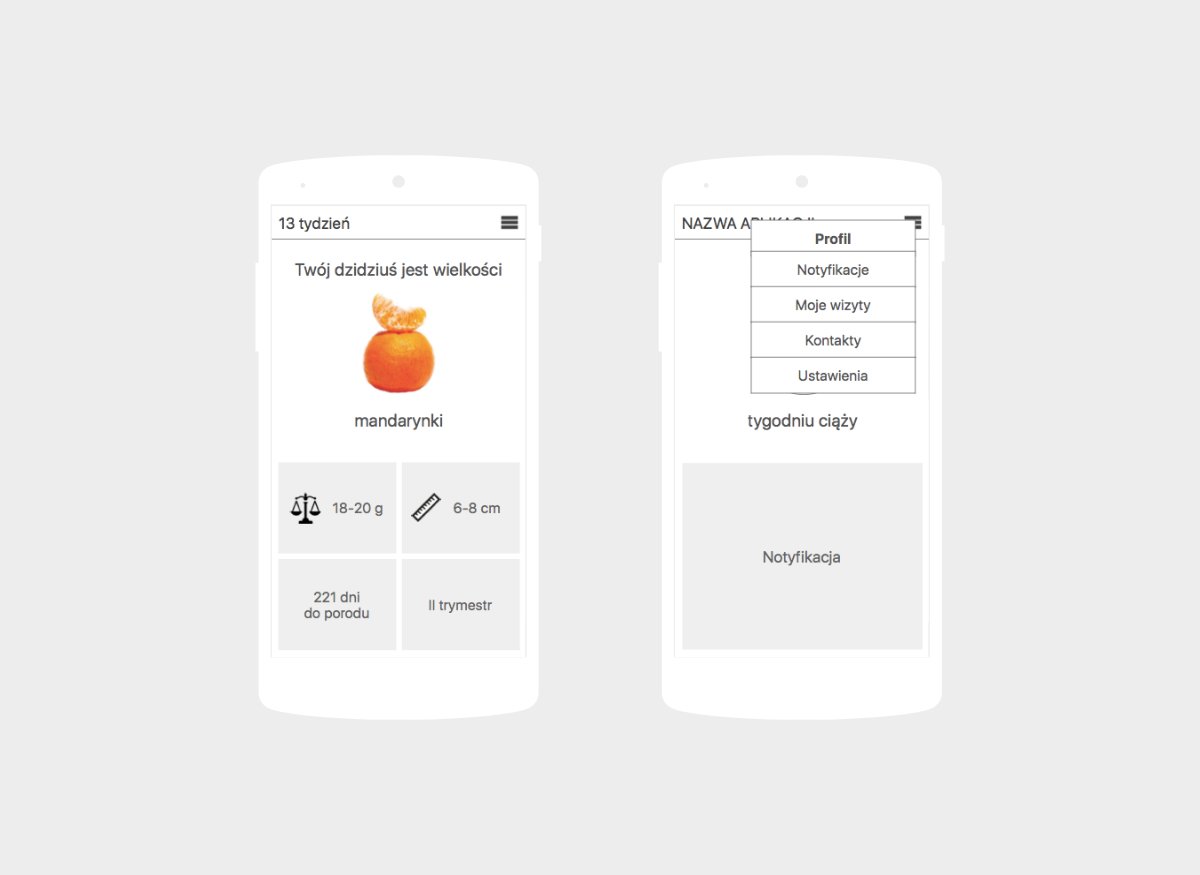 13 tydzień
Twój dzidziuś jest wielkości
mandarynki
18-20 g
6-8 cm
221 dni
do porodu
II trymestr
NAZWA
Profil
Notyfikacje
Moje wizyty
Kontakty
Ustawienia
tygodniu ciąży
Notyfikacja